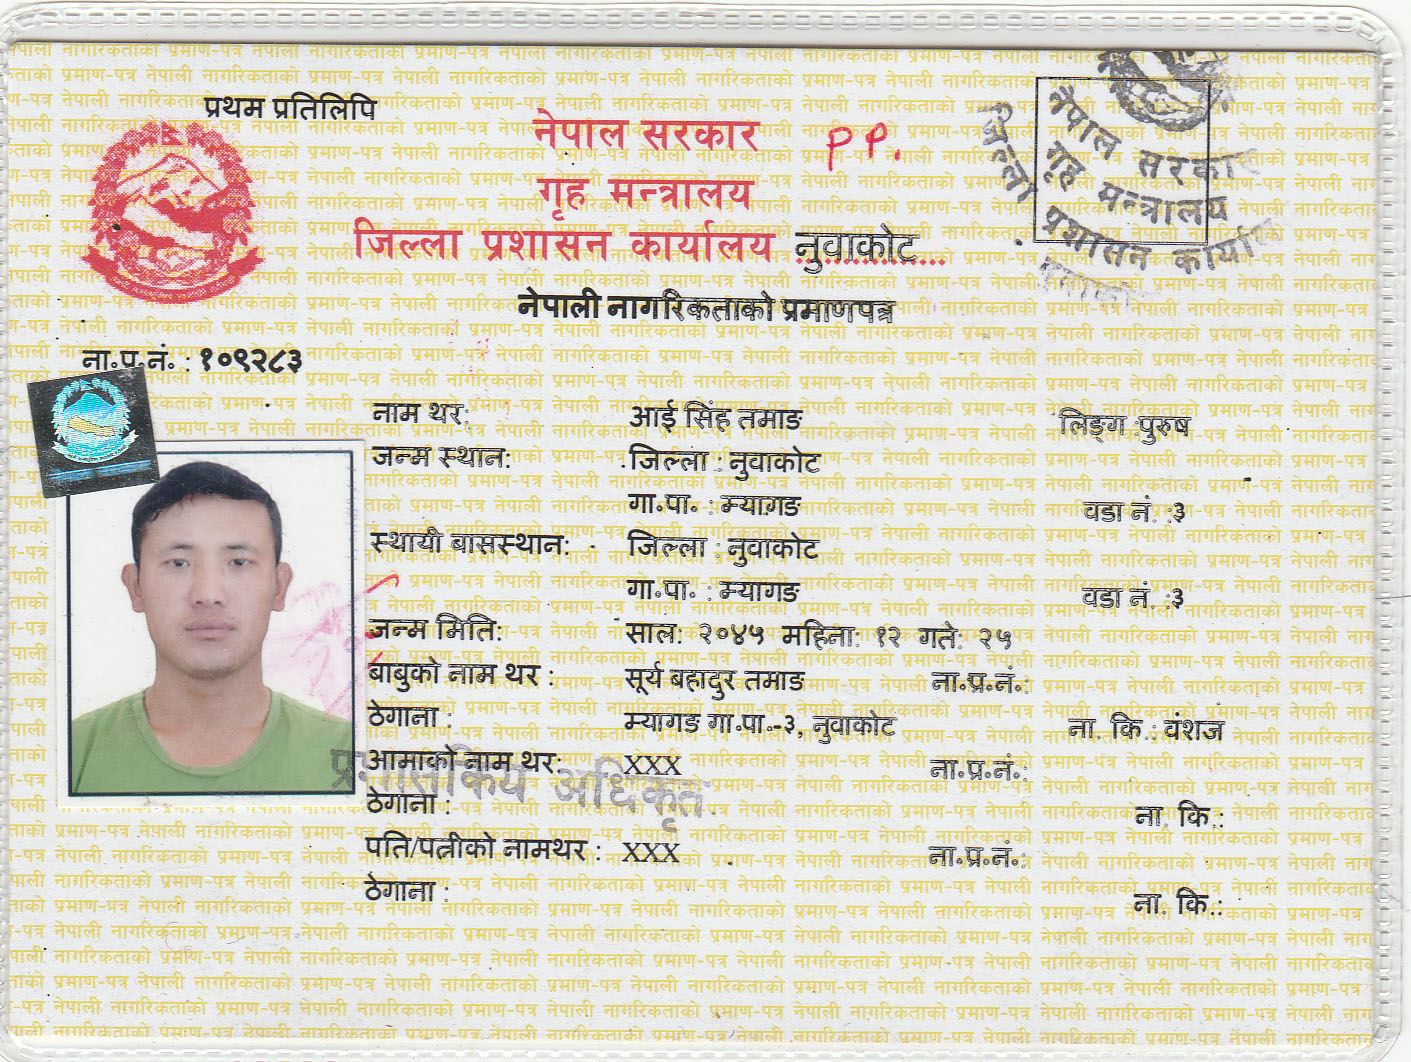 प्रथम प्रतिलिपि
नेपाल सरकार
PP.
गृह मन्त्रालय
जिल्ला प्रशासन कार्यालय नुवाकोट
नेपाल सरकार
गृह मन्त्रालय
जिल्ला प्रशासन कार्यालय
नेपाली नागरिकताको प्रमाणपत्र
ना॰प्र॰नं॰ : १०९२८३
नाम थर: आई सिंह तमाङ लिङ्ग :पुरुष
जन्म स्थान: जिल्ला : नुवाकोट
गा॰पा॰ : म्यागङ वडा नं. :३
स्थायी बासस्थान: जिल्ला : नुवाकोट
गा॰पा॰ : म्यागङ वडा नं. :३
जन्म मिति: साल: २०४५ महिना: १२ गते: २५
बाबुको नाम थर : सूर्य बहादुर तमाङ ना॰प्र॰नं॰:
ठेगाना : म्यागङ गा॰पा॰-३, नुवाकोट ना. कि.: वंशज
आमाको नाम थर: XXX ना॰प्र॰नं॰:
प्रशासकिय अधिकृत
ठेगाना : ना. कि.:
पति/पत्नीको नामथर : XXX ना॰प्र॰नं॰:
ठेगाना : ना. कि.: